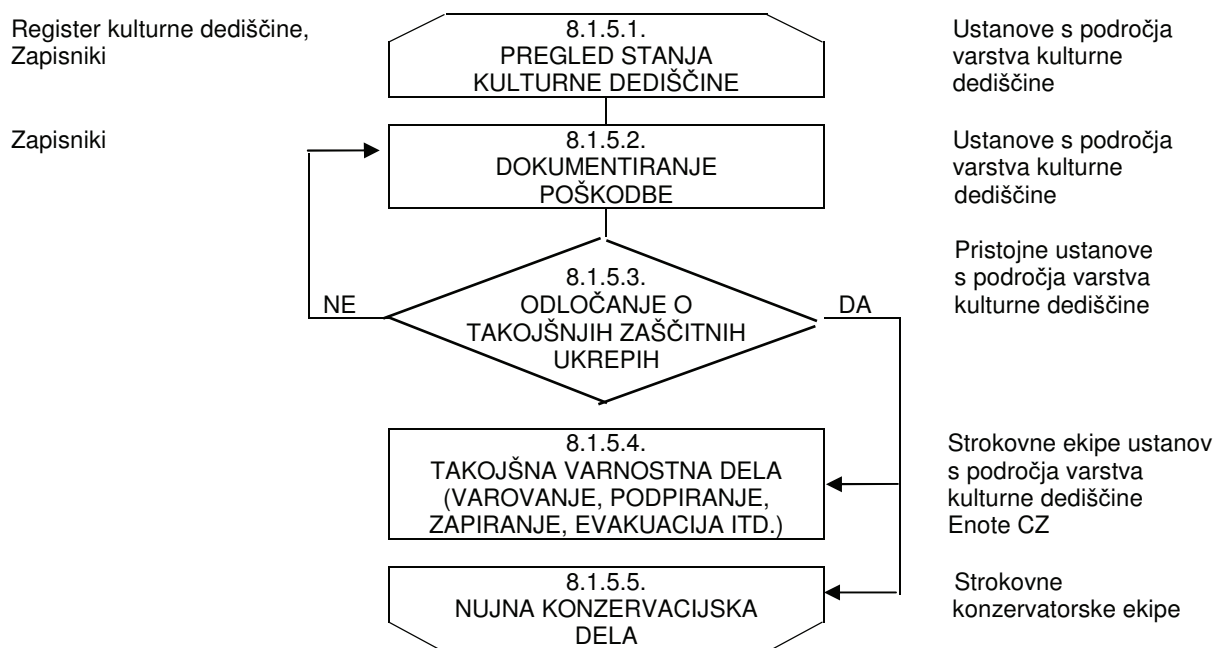 Register kulturne dediščine,
Zapisniki
8.1.5.1.
PREGLED STANJA
KULTURNE DEDIŠČINE
Ustanove s področja
varstva kulturne
dediščine
Zapisniki
8.1.5.2.
DOKUMENTIRANJE
POŠKODBE
Ustanove s področja
varstva kulturne
dediščine
Pristojne ustanove
s področja varstva
kulturne dediščine
NE
8.1.5.3.
ODLOČANJE O
TAKOJŠNJIH ZAŠČITNIH
UKREPIH
DA
8.1.5.4.
TAKOJŠNA VARNOSTNA DELA
(VAROVANJE, PODPIRANJE,
ZAPIRANJE, EVAKUACIJA ITD.)
Strokovne ekipe ustanov
s področja varstva
kulturne dediščine
Enote CZ
8.1.5.5.
NUJNA KONZERVACIJSKA
DELA
Strokovne
konzervatorske ekipe